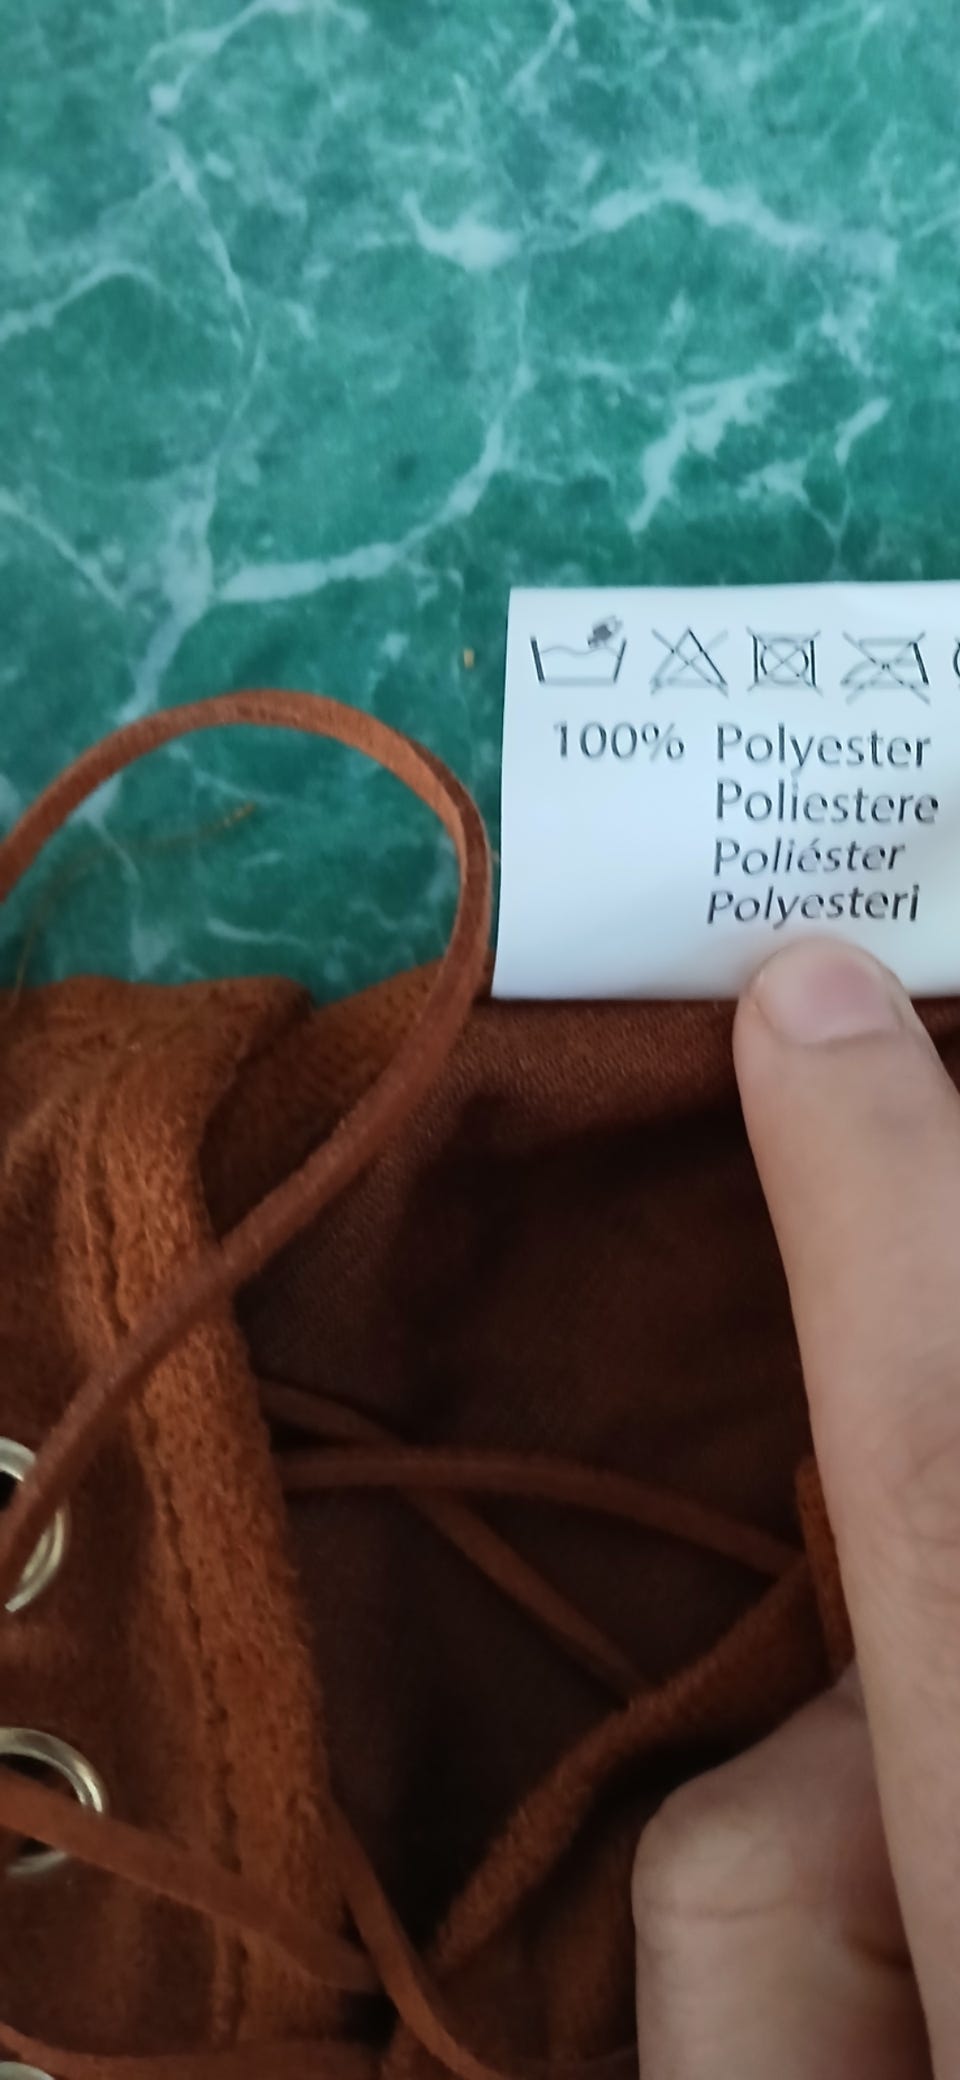 100% Polyester
Poliestere
Poliéster
Polyesteri